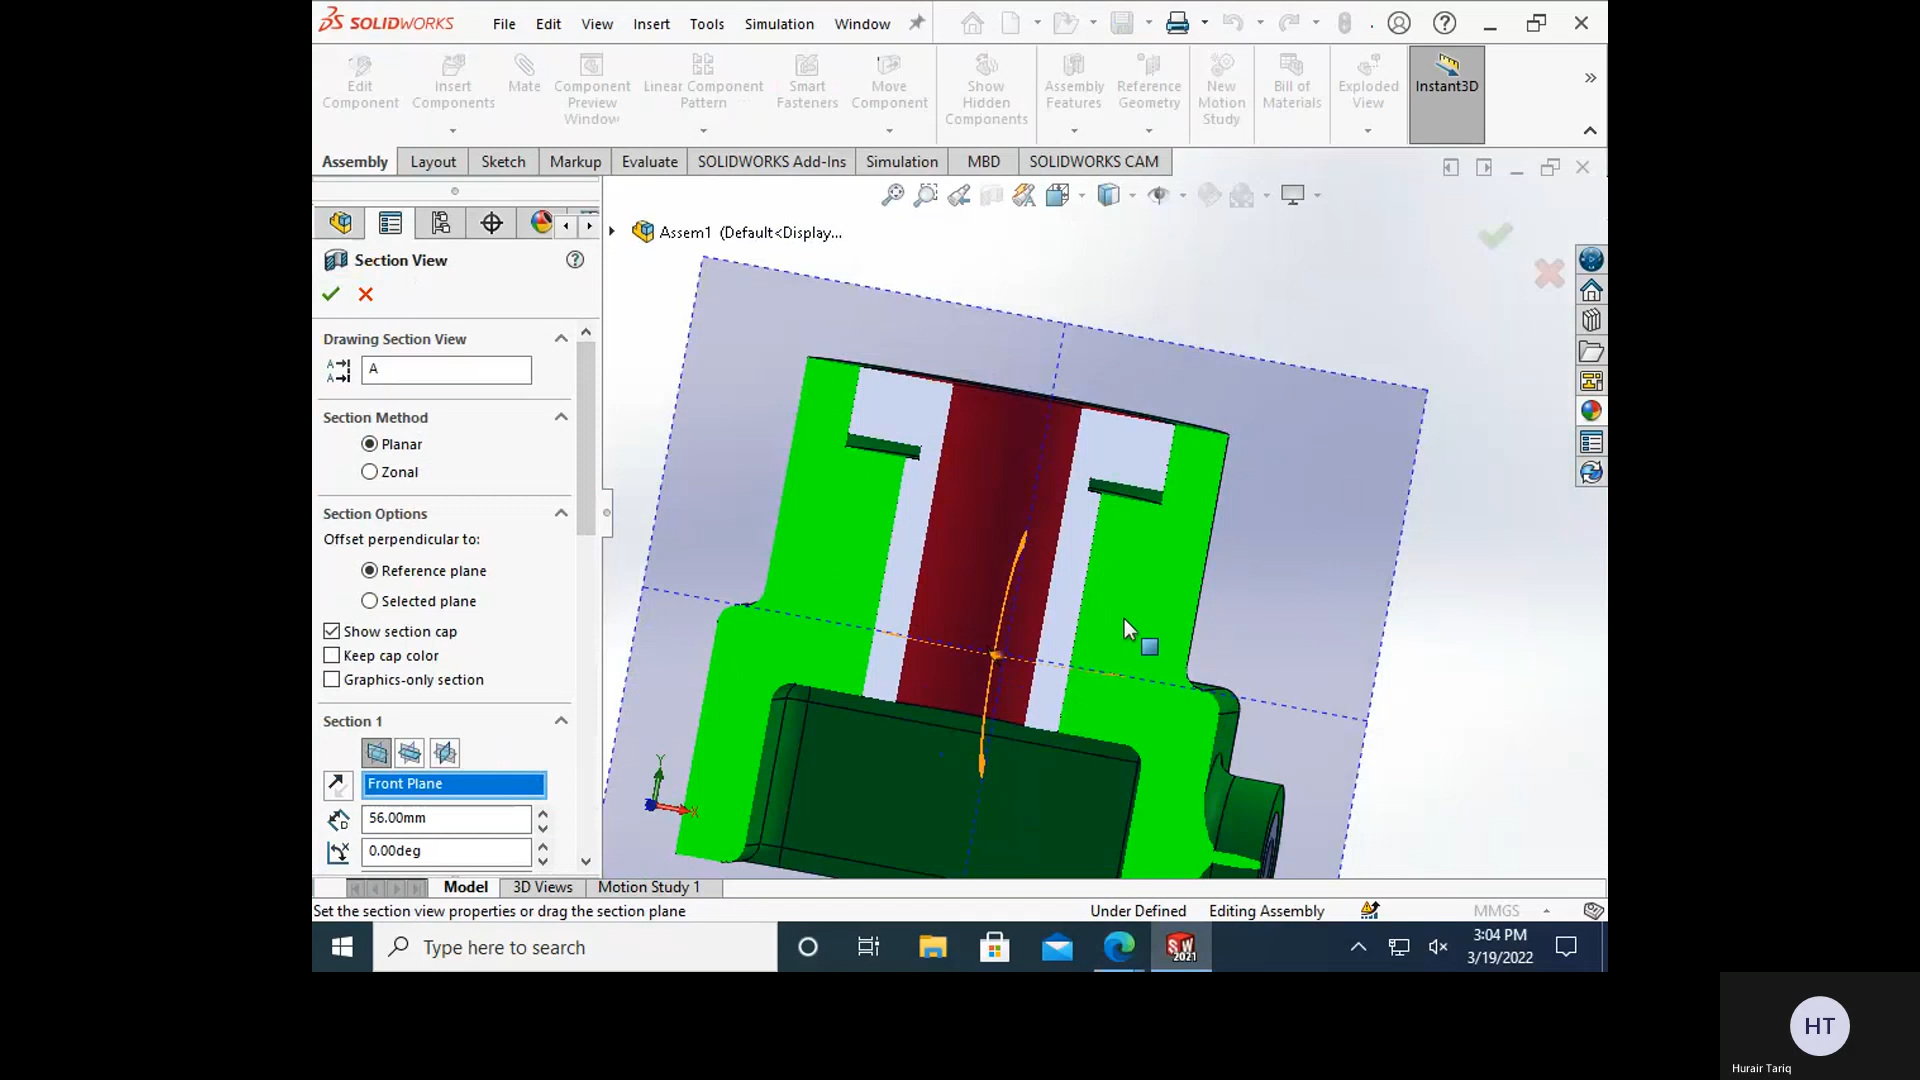 SOLIDWORKS File Edit View Insert Tools Simulation Window
Edit Component
Insert Components
Mate
Component Preview Window
Linear Component Pattern
Smart Fasteners
Move Component
Show Hidden Components
Assembly Features
Reference Geometry
New Motion Study
Bill of Materials
Exploded View
Instant3D
Assembly Layout Sketch Markup Evaluate SOLIDWORKS Add-Ins Simulation MBD SOLIDWORKS CAM
Assem1 (Default<Display...
Section View
Drawing Section View
A
Section Method
Planar
Zonal
Section Options
Offset perpendicular to:
Reference plane
Selected plane
Show section cap
Keep cap color
Graphics-only section
Section 1
Front Plane
56.00mm
0.00deg
Y
X
Model 3D Views Motion Study 1
Set the section view properties or drag the section plane Under Defined Editing Assembly MMGS
Type here to search
SW
2021
3:04 PM
3/19/2022
HT
Hurair Tariq